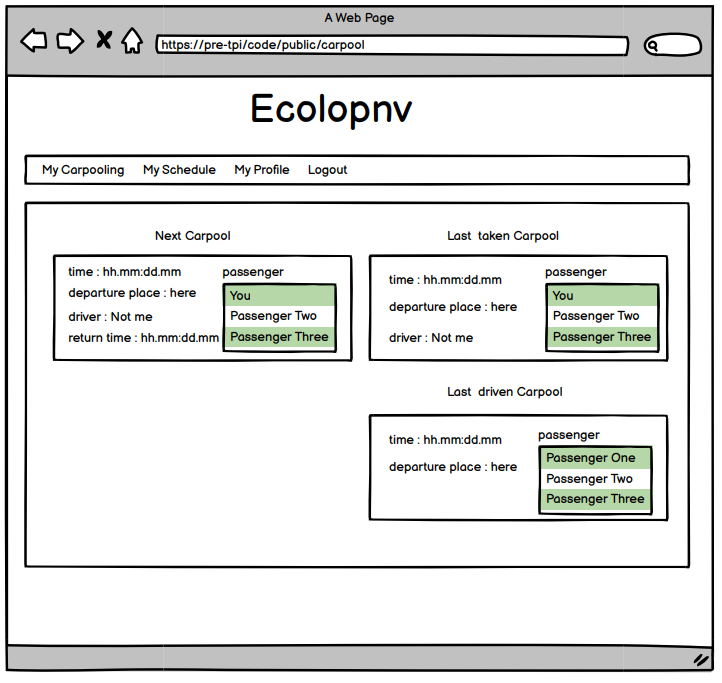 A Web Page
https://pre-tpi/code/public/carpool
Ecolopnv
My Carpooling My Schedule My Profile Logout
Next Carpool
time : hh.mm:dd.mm
departure place : here
driver : Not me
return time : hh.mm:dd.mm
passenger
You
Passenger Two
Passenger Three
Last taken Carpool
time : hh.mm:dd.mm
departure place : here
driver : Not me
passenger
You
Passenger Two
Passenger Three
Last driven Carpool
time : hh.mm:dd.mm
departure place : here
passenger
Passenger One
Passenger Two
Passenger Three